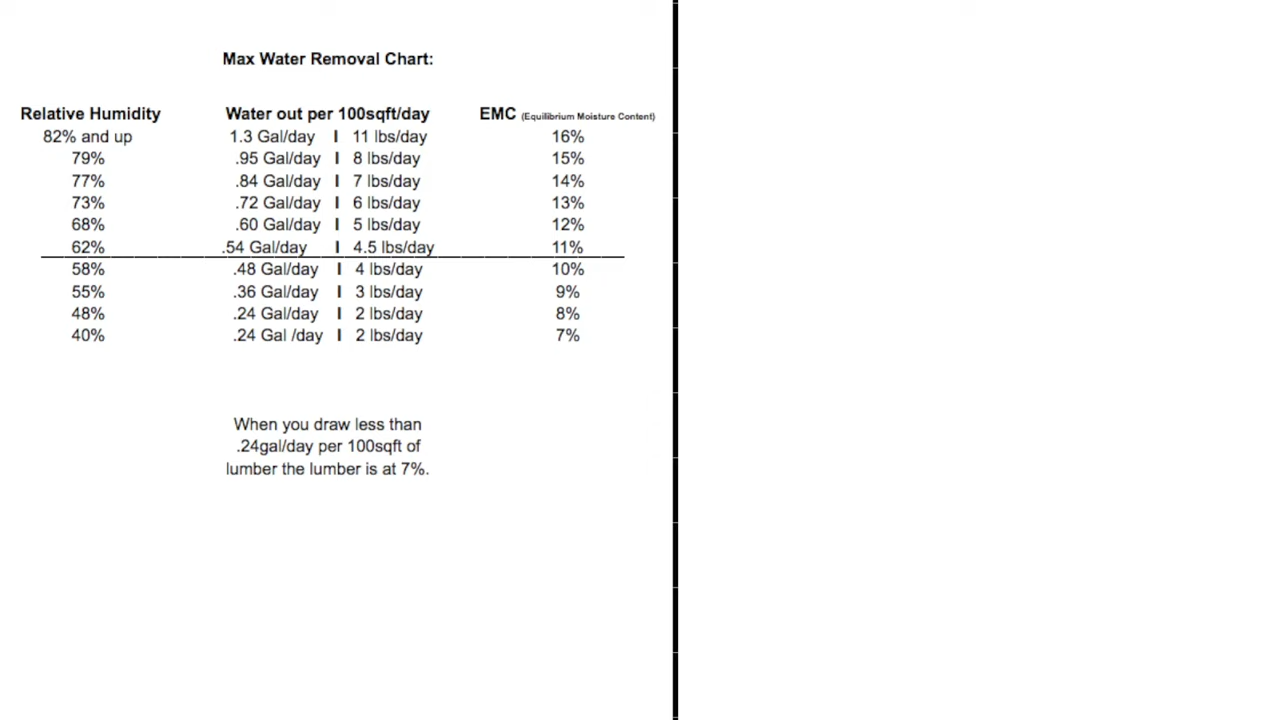 Max Water Removal Chart:
Relative Humidity Water out per 100sqft/day EMC (Equilibrium Moisture Content)
82% and up 1.3 Gal/day I 11 lbs/day 16%
79% .95 Gal/day I 8 lbs/day 15%
77% .84 Gal/day I 7 lbs/day 14%
73% .72 Gal/day I 6 lbs/day 13%
68% .60 Gal/day I 5 lbs/day 12%
62% .54 Gal/day I 4.5 lbs/day 11%
58% .48 Gal/day I 4 lbs/day 10%
55% .36 Gal/day I 3 lbs/day 9%
48% .24 Gal/day I 2 lbs/day 8%
40% .24 Gal /day I 2 lbs/day 7%
When you draw less than
.24gal/day per 100sqft of
lumber the lumber is at 7%.